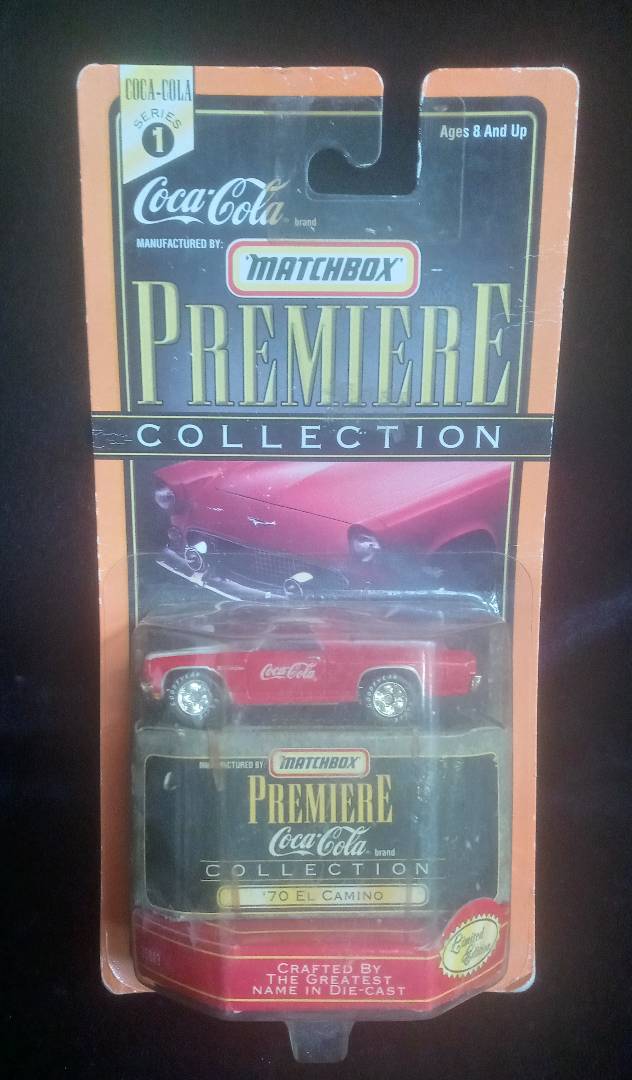 COCA-COLA
SERIES
1
Ages 8 And Up
Coca-Cola
brand
MANUFACTURED BY:
MATCHBOX
PREMIERE
COLLECTION
Coca-Cola
GOODYEAR
MANUFACTURED BY
MATCHBOX
PREMIERE
Coca-Cola
brand
COLLECTION
'70 EL CAMINO
Limited
Edition
CRAFTED BY
THE GREATEST
NAME IN DIE-CAST